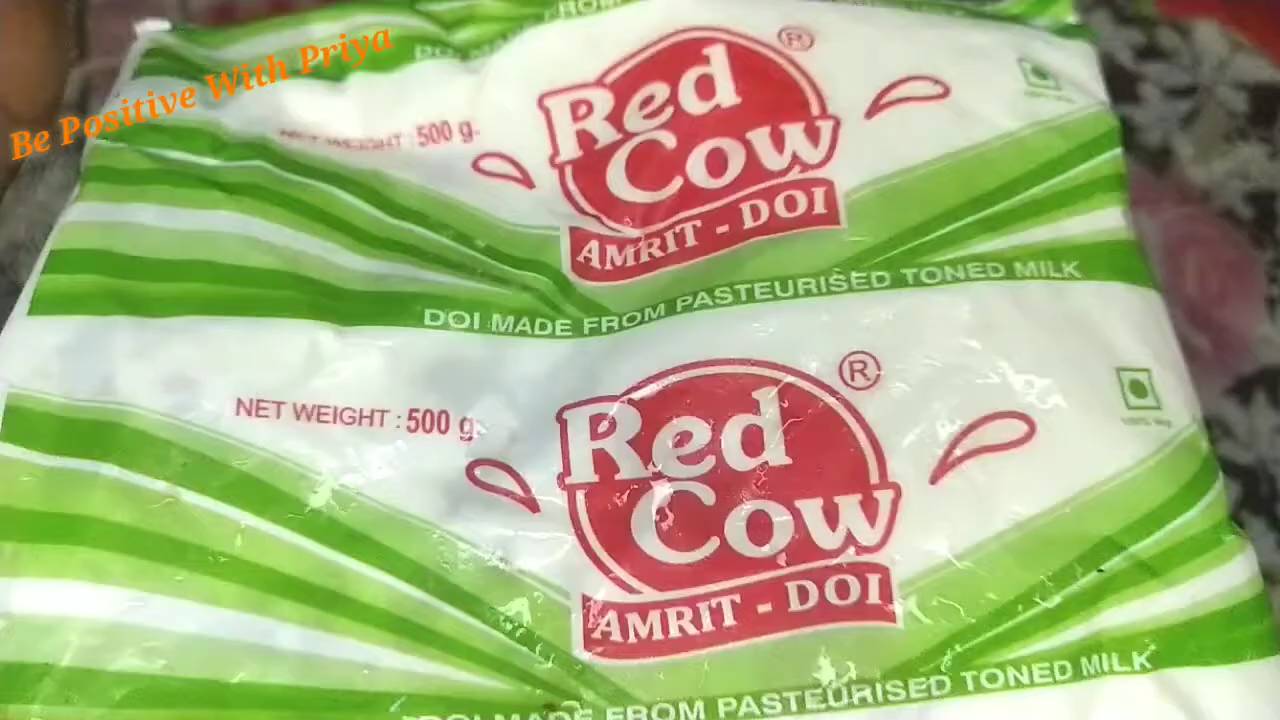 FROM
Be Positive With Priya
NET WEIGHT : 500 g.
Red
Cow
®
AMRIT - DOI
DOI MADE FROM PASTEURISED TONED MILK
NET WEIGHT : 500 g.
Red
Cow
®
AMRIT - DOI
DOI MADE FROM PASTEURISED TONED MILK